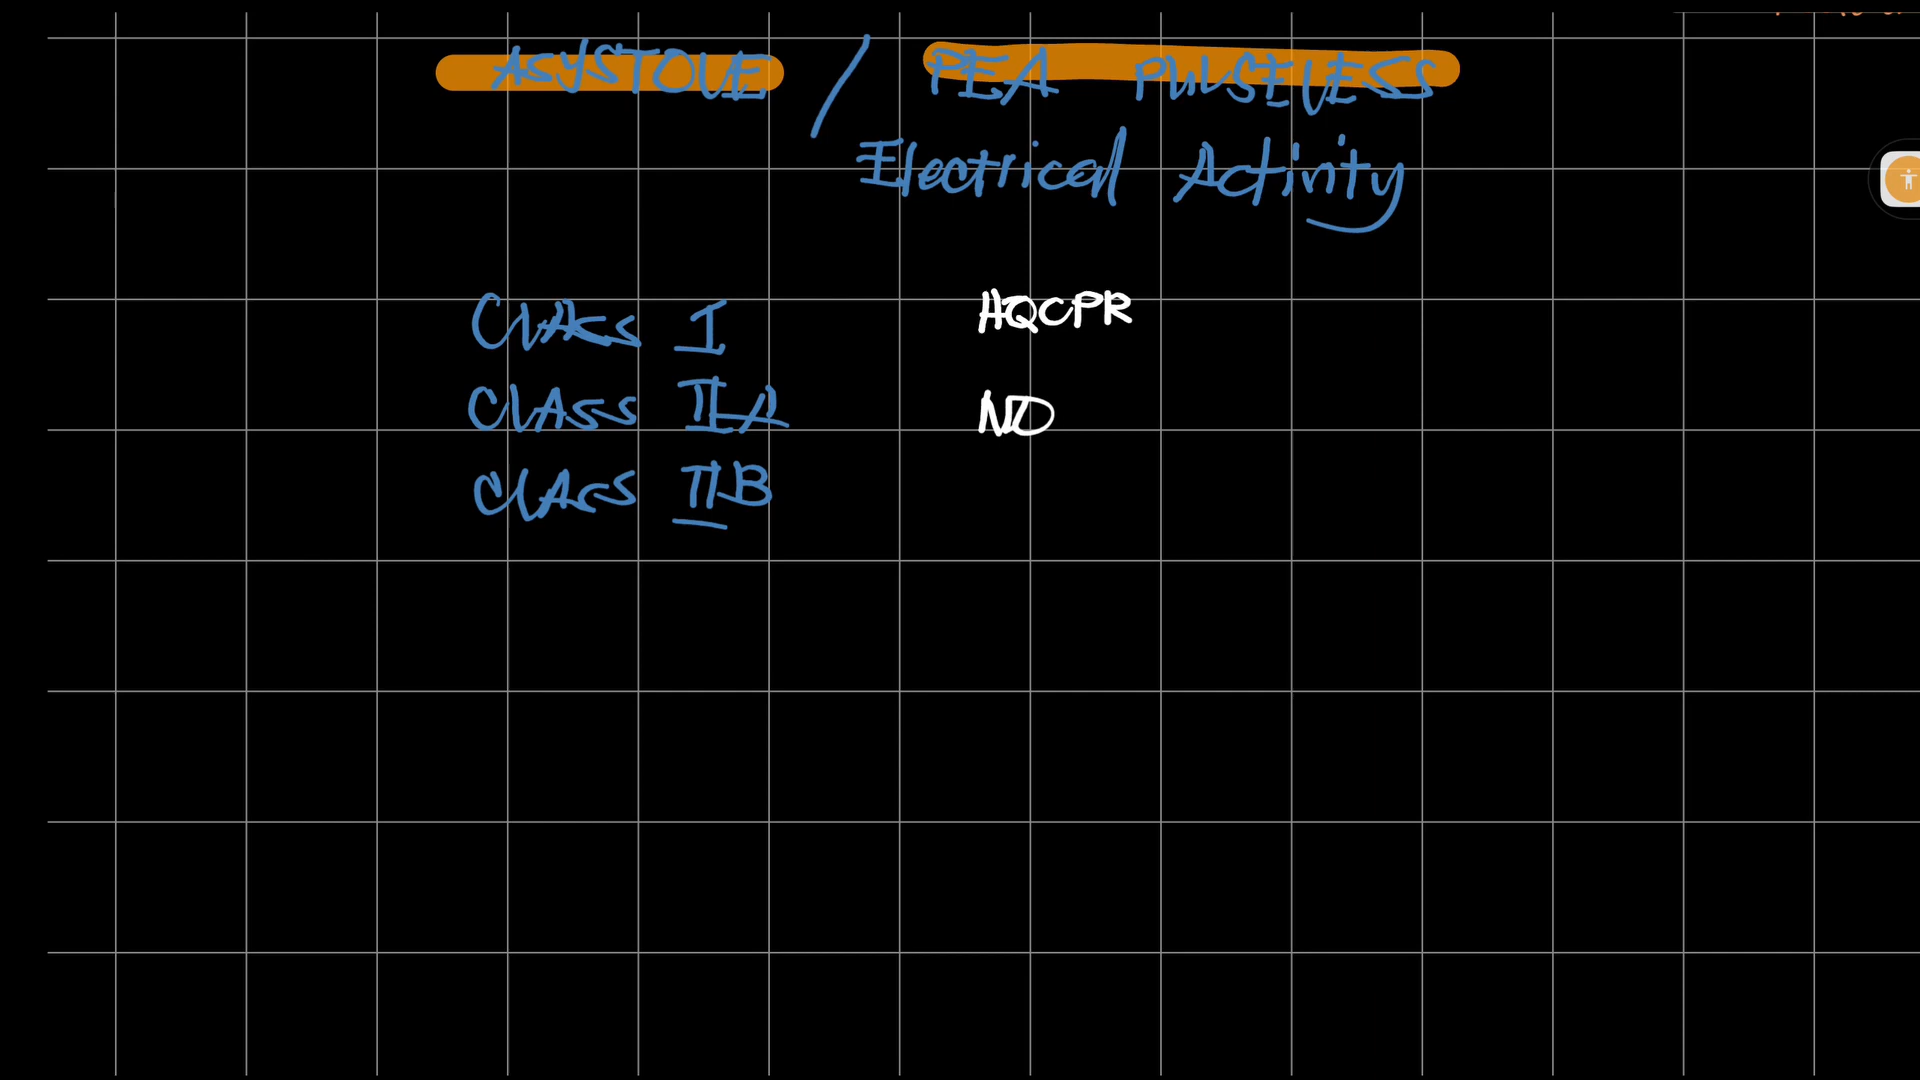 ASYSTOLE / PEA PULSELESS
Electrical Activity
CLASS I HQCPR
CLASS IIA NO
CLASS IIB